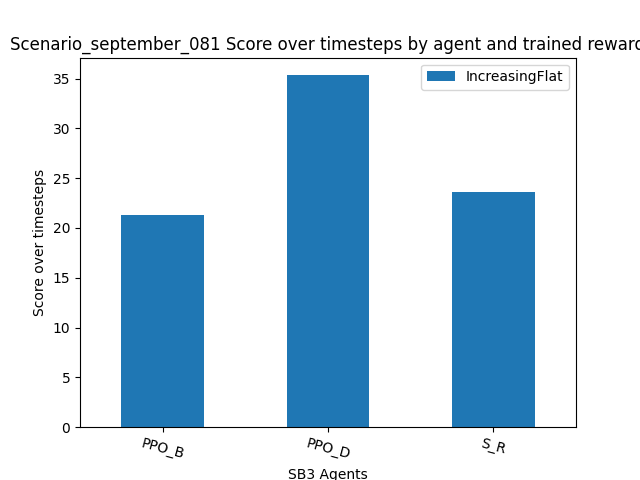 Scenario_september_081 Score over timesteps by agent and trained reward
IncreasingFlat
35
30
25
20
15
10
5
0
Score over timesteps
PPO_B PPO_D S_R
SB3 Agents